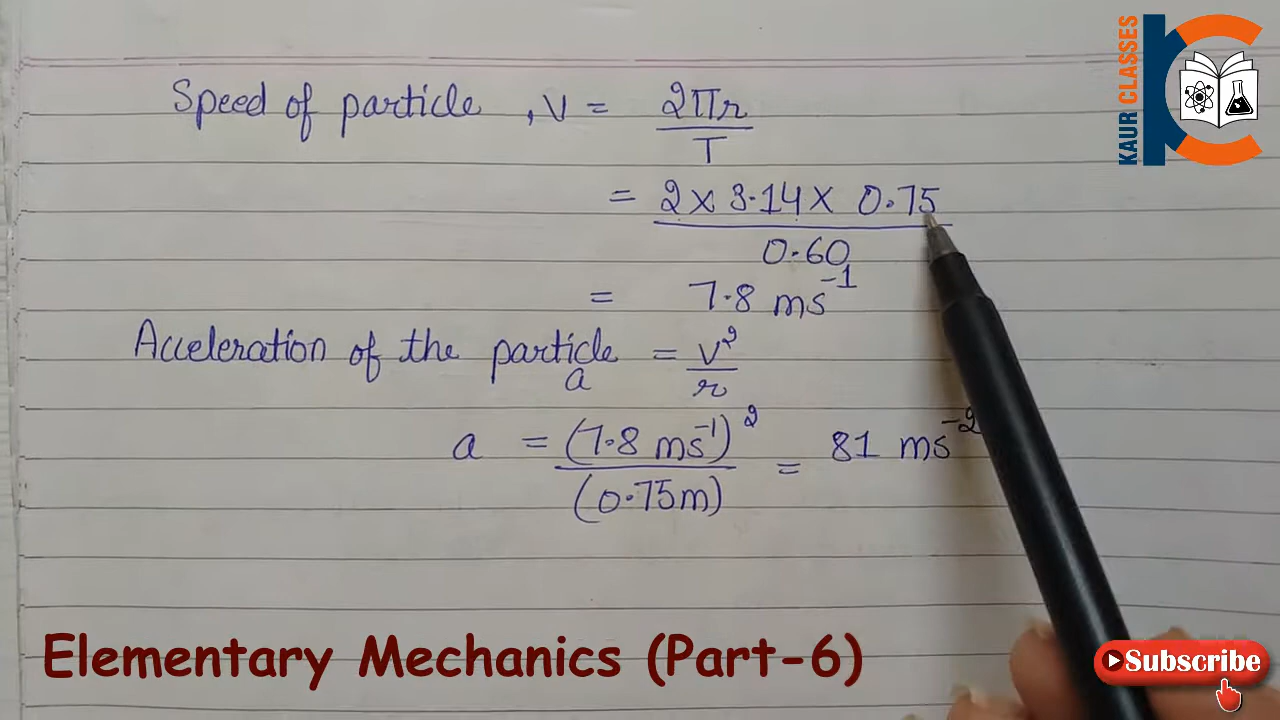 KAUR CLASSES
Speed of particle , v = 2πr / T
= 2 x 3.14 x 0.75 / 0.60
= 7.8 ms⁻¹
Acceleration of the particle a = v² / r
a = (7.8 ms⁻¹)² / (0.75m) = 81 ms⁻²
Elementary Mechanics (Part-6)
Subscribe